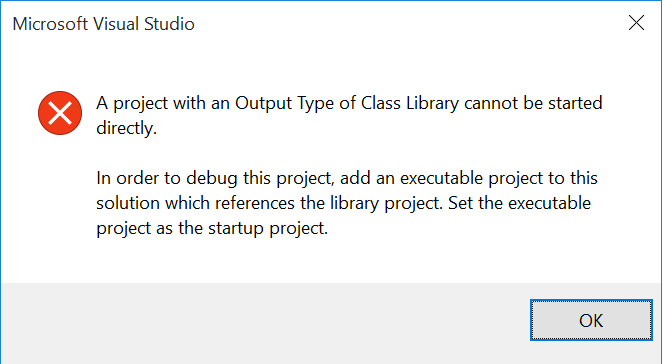 Microsoft Visual Studio
A project with an Output Type of Class Library cannot be started
directly.
In order to debug this project, add an executable project to this
solution which references the library project. Set the executable
project as the startup project.
OK